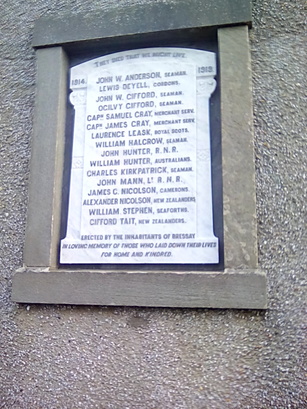 "THEY DIED THAT WE MIGHT LIVE."
1914. 1919.
JOHN W. ANDERSON, SEAMAN.
LEWIS DEYELL, GORDONS.
JOHN W. GIFFORD, SEAMAN.
OGILVY GIFFORD, SEAMAN.
CAPT SAMUEL GRAY, MERCHANT SERV.
CAPT JAMES GRAY, MERCHANT SERV.
LAURENCE LEASK, ROYAL SCOTS.
WILLIAM HALCROW, SEAMAN.
JOHN HUNTER, R.N.R.
WILLIAM HUNTER, AUSTRALIANS.
CHARLES KIRKPATRICK, SEAMAN.
JOHN MANN, LT R.N.R.
JAMES C. NICOLSON, CAMERONS.
ALEXANDER NICOLSON, NEW ZEALANDERS.
WILLIAM STEPHEN, SEAFORTHS.
GIFFORD TAIT, NEW ZEALANDERS.
ERECTED BY THE INHABITANTS OF BRESSAY
IN LOVING MEMORY OF THOSE WHO LAID DOWN THEIR LIVES
FOR HOME AND KINDRED.